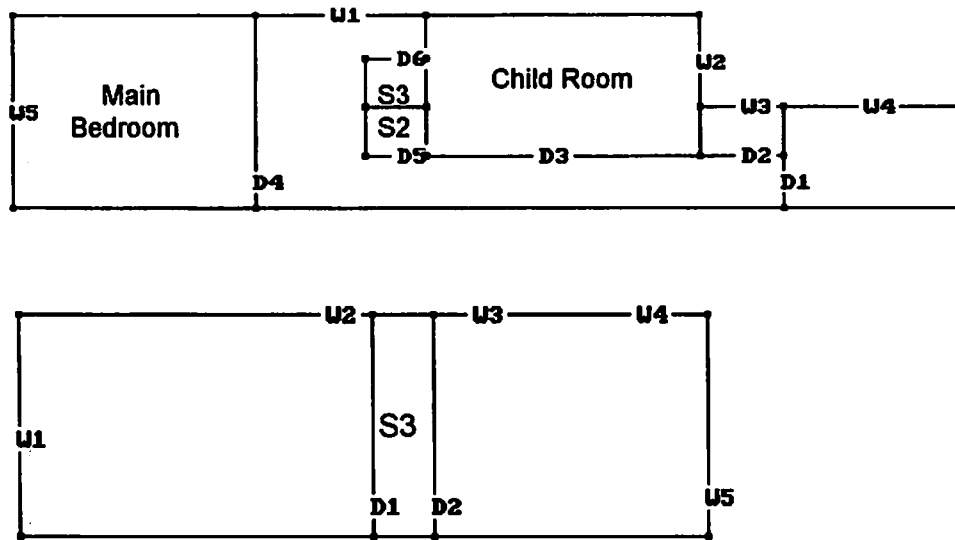 W1
D6
W2
Child Room
Main
Bedroom
W5
S3
W3
W4
S2
D5
D3
D2
D4
D1
W2
W3
W4
S3
W1
D1
D2
W5